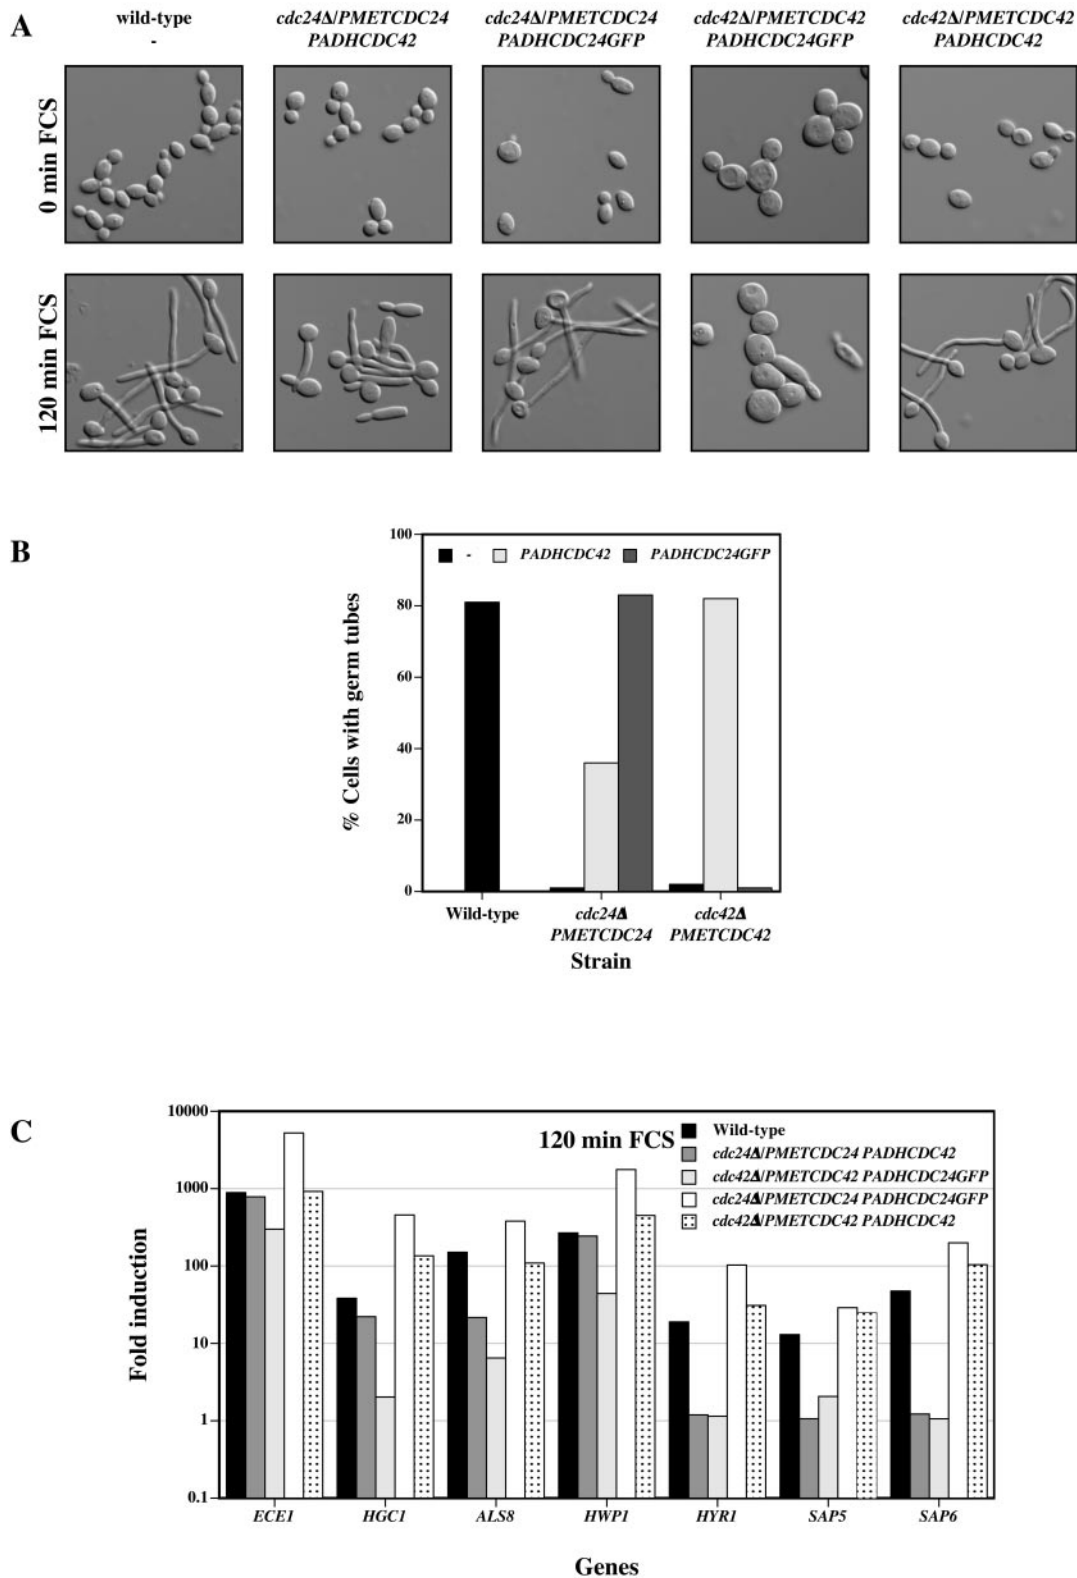 A
wild-type
-
cdc24Δ/PMETCDC24
PADHCDC42
cdc24Δ/PMETCDC24
PADHCDC24GFP
cdc42Δ/PMETCDC42
PADHCDC24GFP
cdc42Δ/PMETCDC42
PADHCDC42
0 min FCS
120 min FCS
B
100
80
60
40
20
0
- PADHCDC42 PADHCDC24GFP
% Cells with germ tubes
Wild-type
cdc24Δ
PMETCDC24
cdc42Δ
PMETCDC42
Strain
C
10000
1000
100
10
1
0.1
Fold induction
120 min FCS
Wild-type
cdc24Δ/PMETCDC24 PADHCDC42
cdc42Δ/PMETCDC42 PADHCDC24GFP
cdc24Δ/PMETCDC24 PADHCDC24GFP
cdc42Δ/PMETCDC42 PADHCDC42
ECE1 HGC1 ALS8 HWP1 HYR1 SAP5 SAP6
Genes